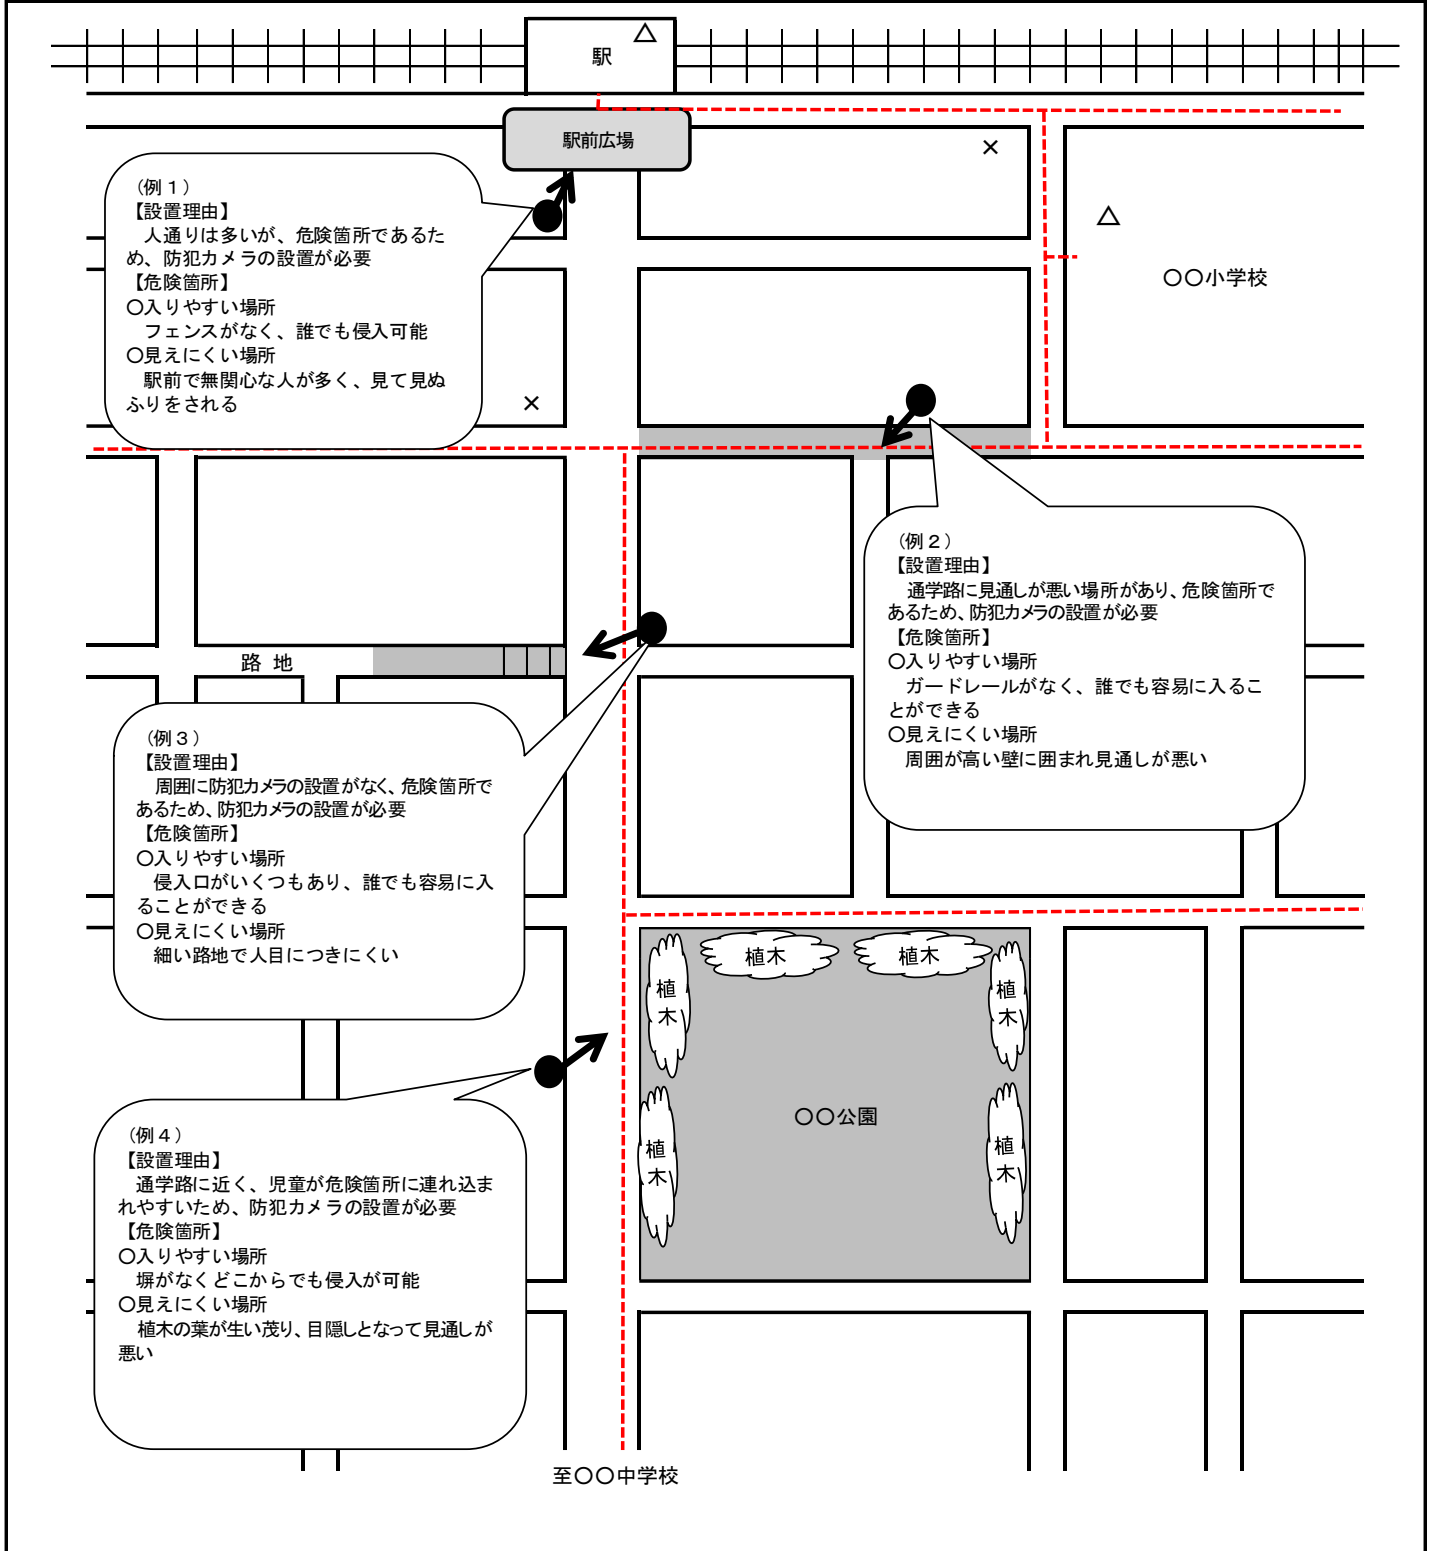 駅
△
駅前広場
×
△
〇〇小学校
（例１）
【設置理由】
人通りは多いが、危険箇所であるた
め、防犯カメラの設置が必要
【危険箇所】
〇入りやすい場所
フェンスがなく、誰でも侵入可能
〇見えにくい場所
駅前で無関心な人が多く、見て見ぬ
ふりをされる
×
（例２）
【設置理由】
通学路に見通しが悪い場所があり、危険箇所で
あるため、防犯カメラの設置が必要
【危険箇所】
〇入りやすい場所
ガードレールがなく、誰でも容易に入るこ
とができる
〇見えにくい場所
周囲が高い壁に囲まれ見通しが悪い
路 地
（例３）
【設置理由】
周囲に防犯カメラの設置がなく、危険箇所で
あるため、防犯カメラの設置が必要
【危険箇所】
〇入りやすい場所
侵入口がいくつもあり、誰でも容易に入
ることができる
〇見えにくい場所
細い路地で人目につきにくい
植木
植木
植木
植木
〇〇公園
植木
植木
（例４）
【設置理由】
通学路に近く、児童が危険箇所に連れ込ま
れやすいため、防犯カメラの設置が必要
【危険箇所】
〇入りやすい場所
塀がなくどこからでも侵入が可能
〇見えにくい場所
植木の葉が生い茂り、目隠しとなって見通しが
悪い
至〇〇中学校